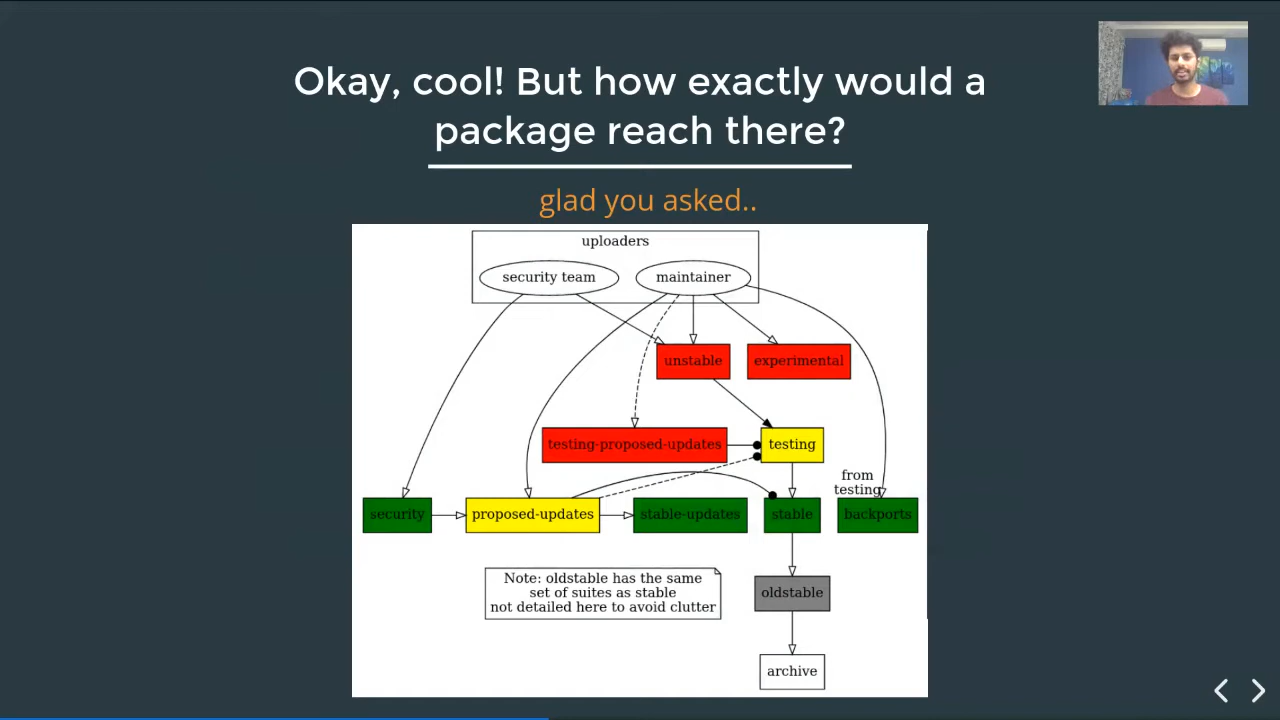 Okay, cool! But how exactly would a
package reach there?
glad you asked..
uploaders
security team
maintainer
unstable
experimental
testing-proposed-updates
testing
from
testing
security
proposed-updates
stable-updates
stable
backports
Note: oldstable has the same
set of suites as stable
not detailed here to avoid clutter
oldstable
archive